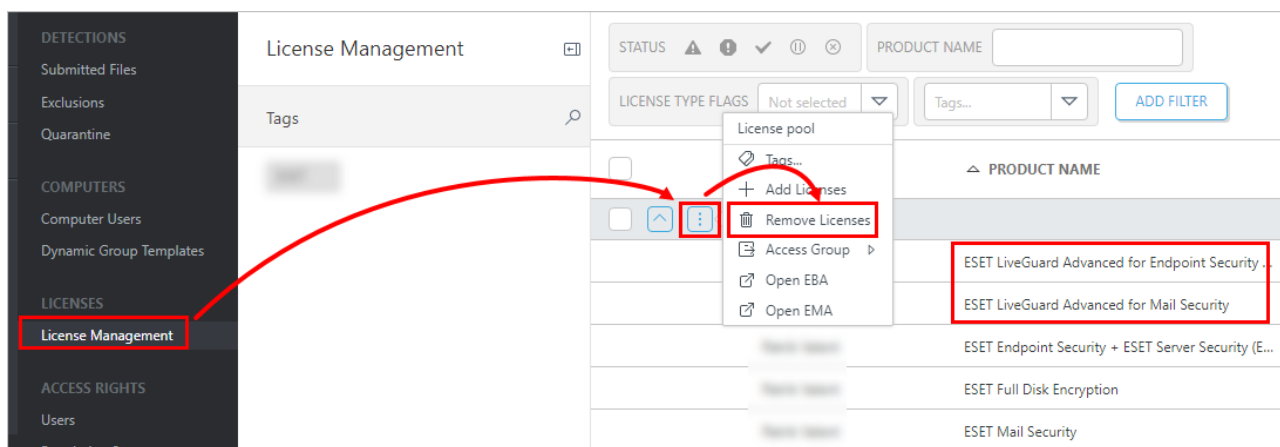 DETECTIONS
Submitted Files
Exclusions
Quarantine
COMPUTERS
Computer Users
Dynamic Group Templates
LICENSES
License Management
ACCESS RIGHTS
Users
License Management
Tags
STATUS
PRODUCT NAME
LICENSE TYPE FLAGS Not selected
Tags...
ADD FILTER
License pool
Tags...
Add Licenses
Remove Licenses
Access Group
Open EBA
Open EMA
PRODUCT NAME
ESET LiveGuard Advanced for Endpoint Security ...
ESET LiveGuard Advanced for Mail Security
ESET Endpoint Security + ESET Server Security (E...
ESET Full Disk Encryption
ESET Mail Security